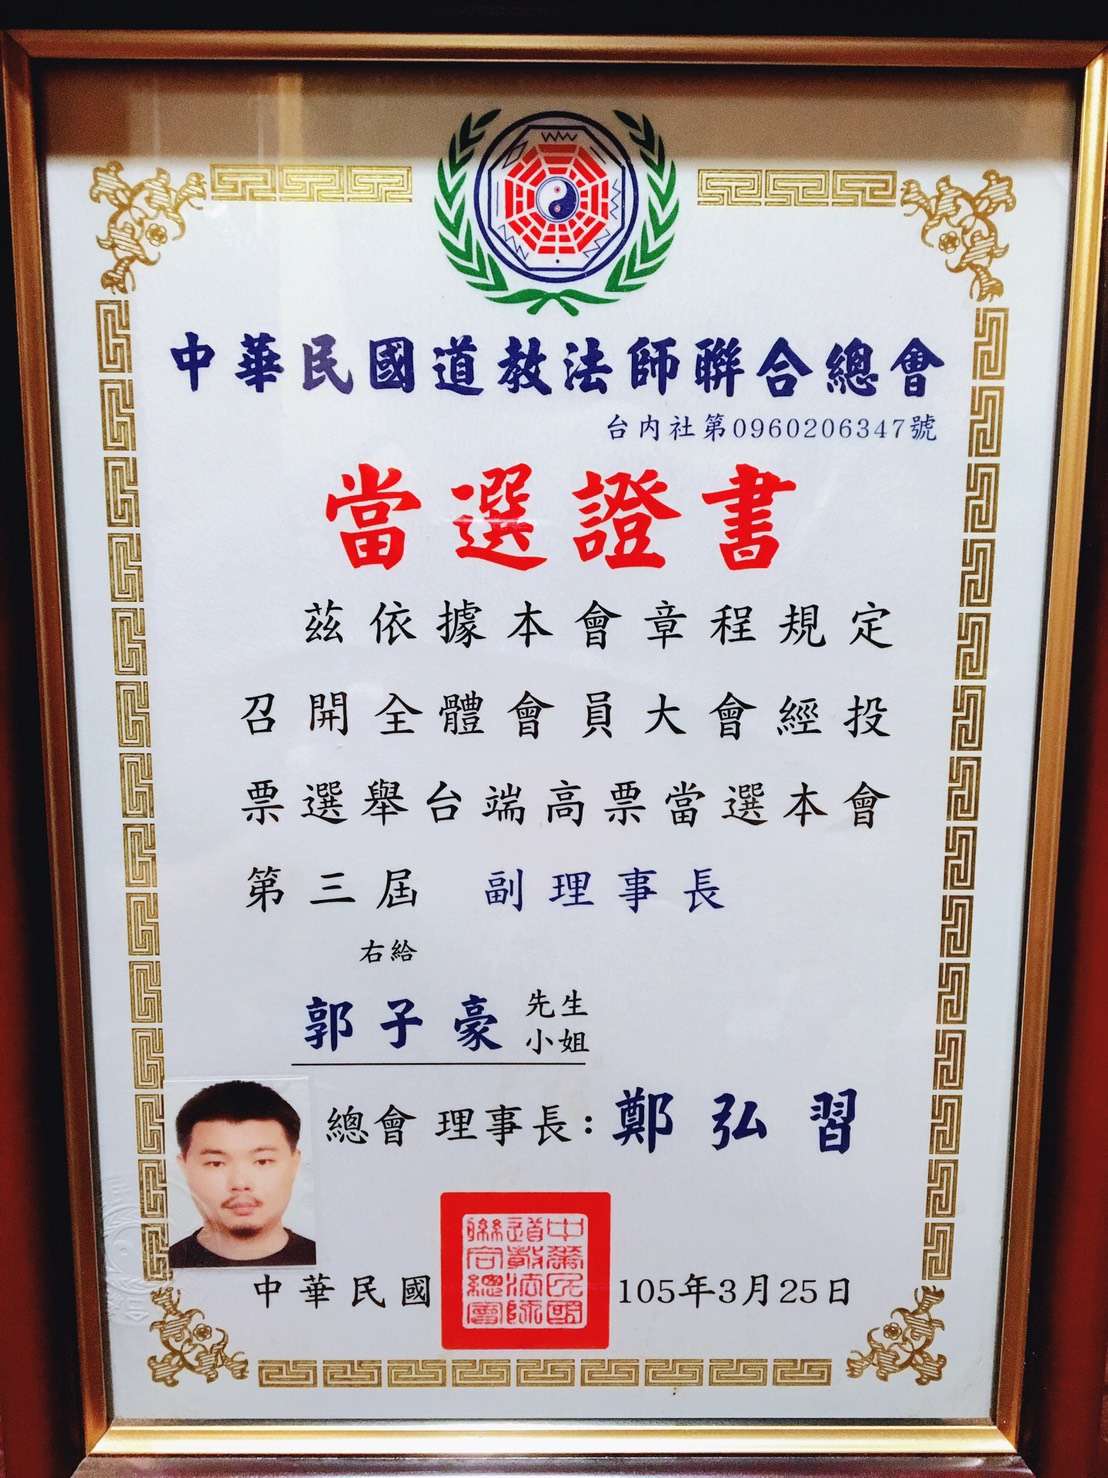 中華民國道教法師聯合總會
台内社第0960206347號
當選證書
茲依據本會章程規定
召開全體會員大會經投
票選舉台端高票當選本會
第三屆 副理事長
右給
郭子豪 先生
小姐
總會 理事長：鄭弘習
中華民國
道教法師
聯合總會
中華民國 105年3月25日